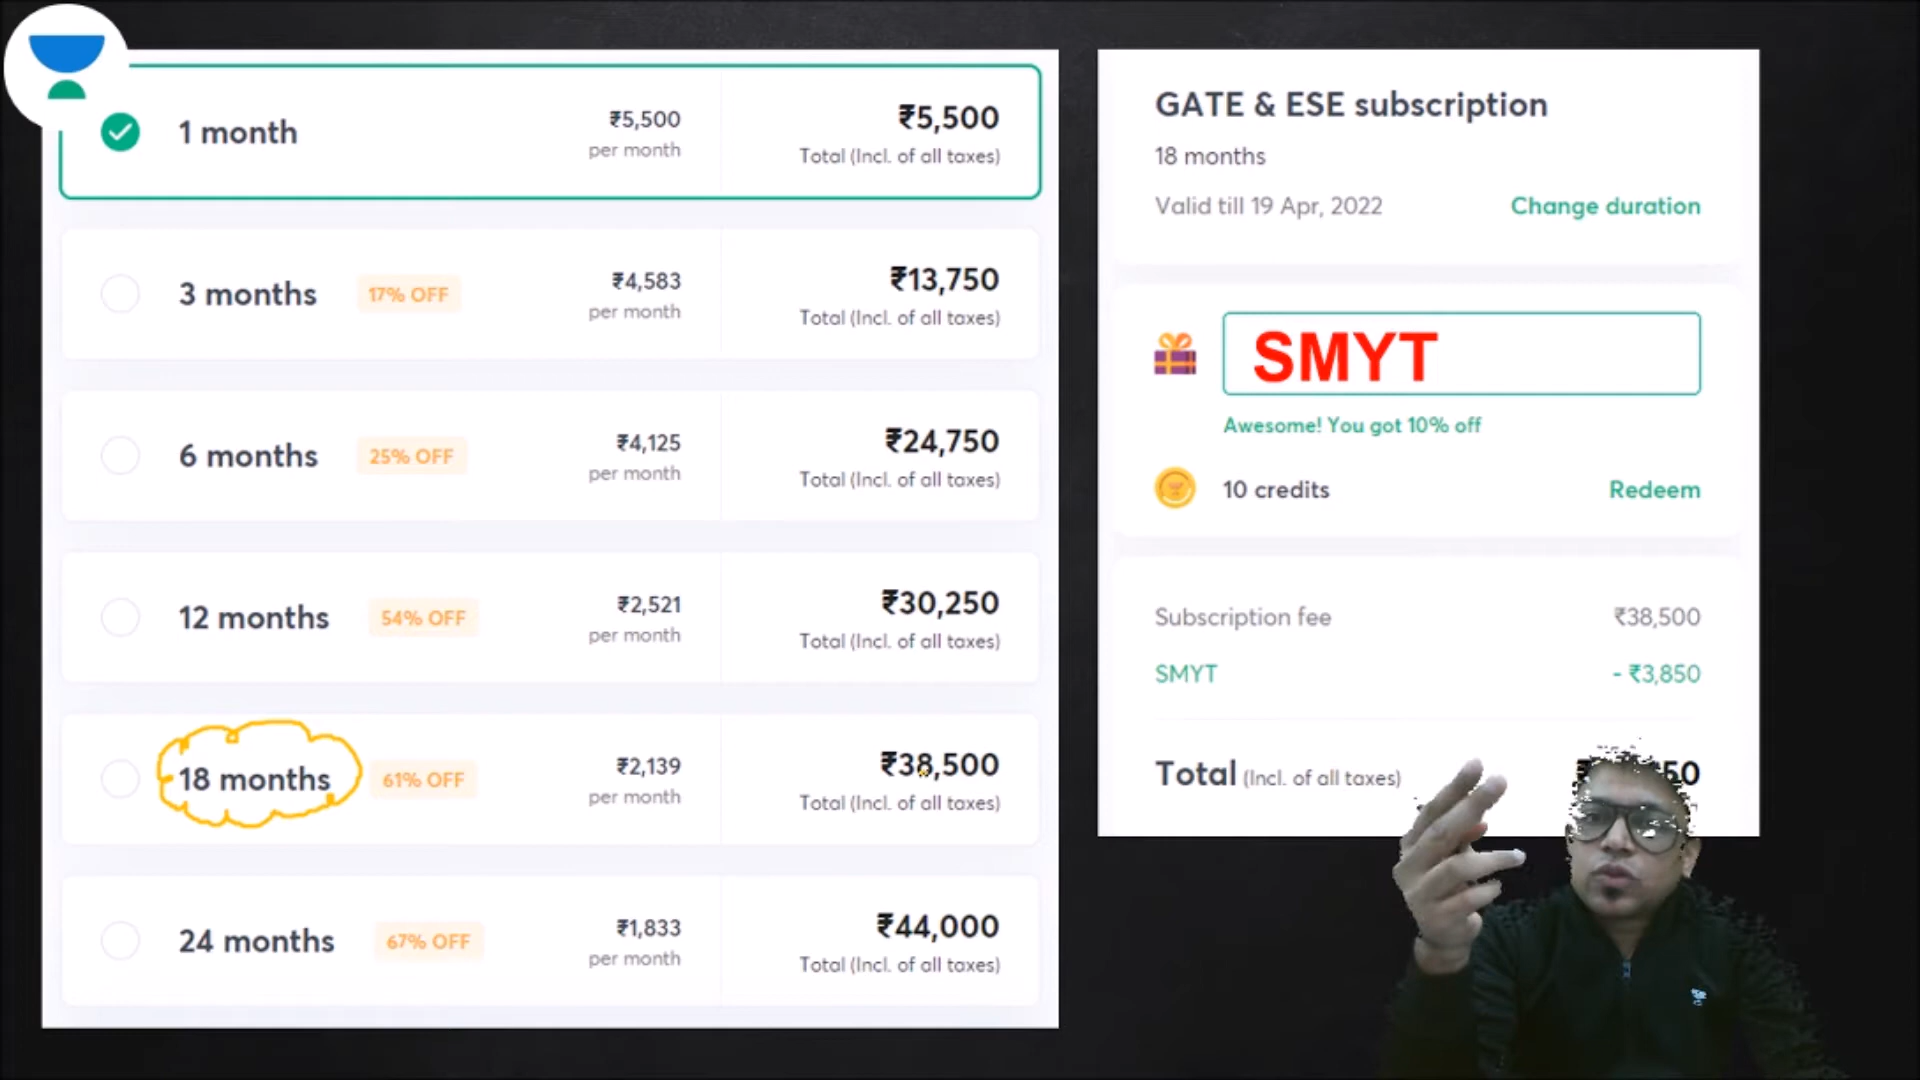 1 month
₹5,500
per month
₹5,500
Total (Incl. of all taxes)
3 months
17% OFF
₹4,583
per month
₹13,750
Total (Incl. of all taxes)
6 months
25% OFF
₹4,125
per month
₹24,750
Total (Incl. of all taxes)
12 months
54% OFF
₹2,521
per month
₹30,250
Total (Incl. of all taxes)
18 months
61% OFF
₹2,139
per month
₹38,500
Total (Incl. of all taxes)
24 months
67% OFF
₹1,833
per month
₹44,000
Total (Incl. of all taxes)
GATE & ESE subscription
18 months
Valid till 19 Apr, 2022
Change duration
SMYT
Awesome! You got 10% off
10 credits
Redeem
Subscription fee
₹38,500
SMYT
- ₹3,850
Total (Incl. of all taxes)